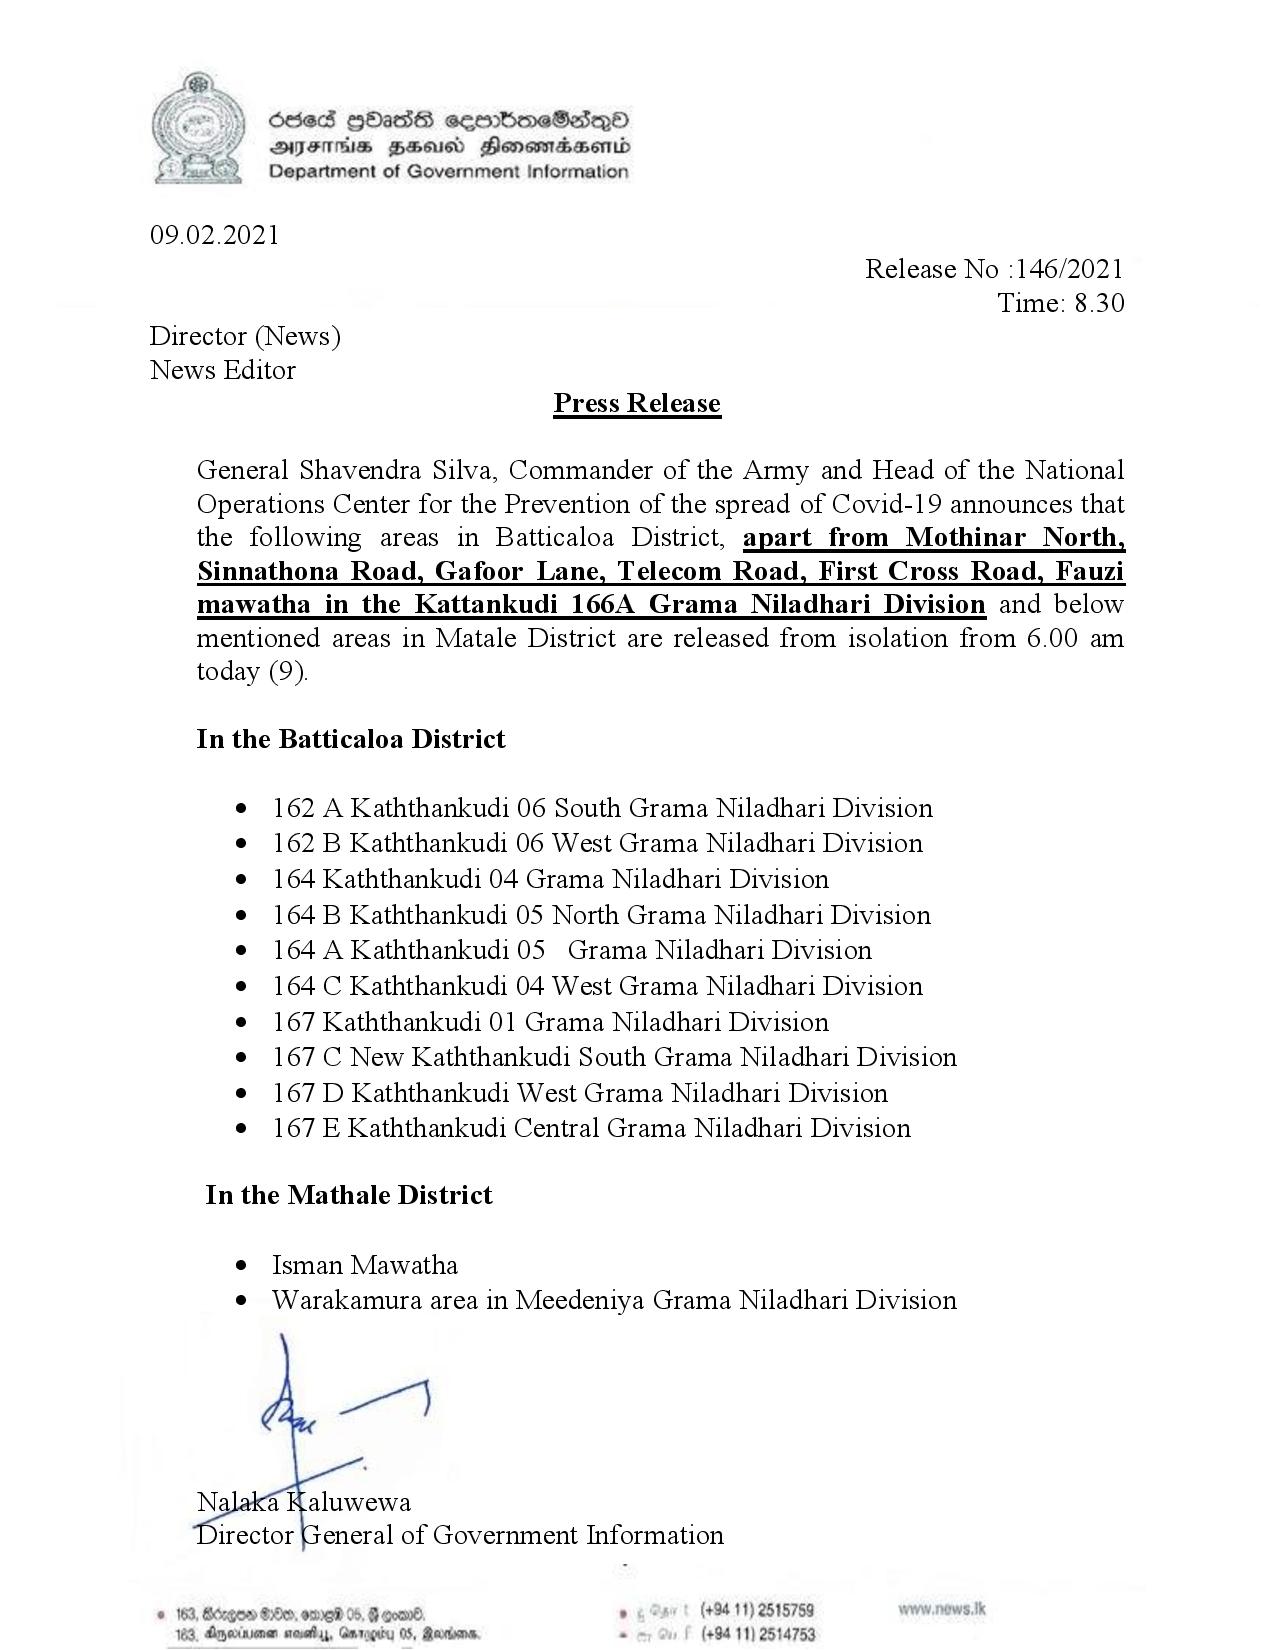 රජයේ ප්‍රවෘත්ති දෙපාර්තමේන්තුව
அரசாங்க தகவல் திணைக்களம்
Department of Government Information
09.02.2021
Release No :146/2021
Time: 8.30
Director (News)
News Editor
Press Release
General Shavendra Silva, Commander of the Army and Head of the National
Operations Center for the Prevention of the spread of Covid-19 announces that
the following areas in Batticaloa District, apart from Mothinar North,
Sinnathona Road, Gafoor Lane, Telecom Road, First Cross Road, Fauzi
mawatha in the Kattankudi 166A Grama Niladhari Division and below
mentioned areas in Matale District are released from isolation from 6.00 am
today (9).
In the Batticaloa District
• 162 A Kaththankudi 06 South Grama Niladhari Division
• 162 B Kaththankudi 06 West Grama Niladhari Division
• 164 Kaththankudi 04 Grama Niladhari Division
• 164 B Kaththankudi 05 North Grama Niladhari Division
• 164 A Kaththankudi 05 Grama Niladhari Division
• 164 C Kaththankudi 04 West Grama Niladhari Division
• 167 Kaththankudi 01 Grama Niladhari Division
• 167 C New Kaththankudi South Grama Niladhari Division
• 167 D Kaththankudi West Grama Niladhari Division
• 167 E Kaththankudi Central Grama Niladhari Division
In the Mathale District
• Isman Mawatha
• Warakamura area in Meedeniya Grama Niladhari Division
Nalaka Kaluwewa
Director General of Government Information
163, කිරුලපන මාවත, කොළඹ 05, ශ්‍රී ලංකාව.
163, கிருலப்பனை எவனியூ, கொழும்பு 05, இலங்கை.
(+94 11) 2515759
(+94 11) 2514753
www.news.lk